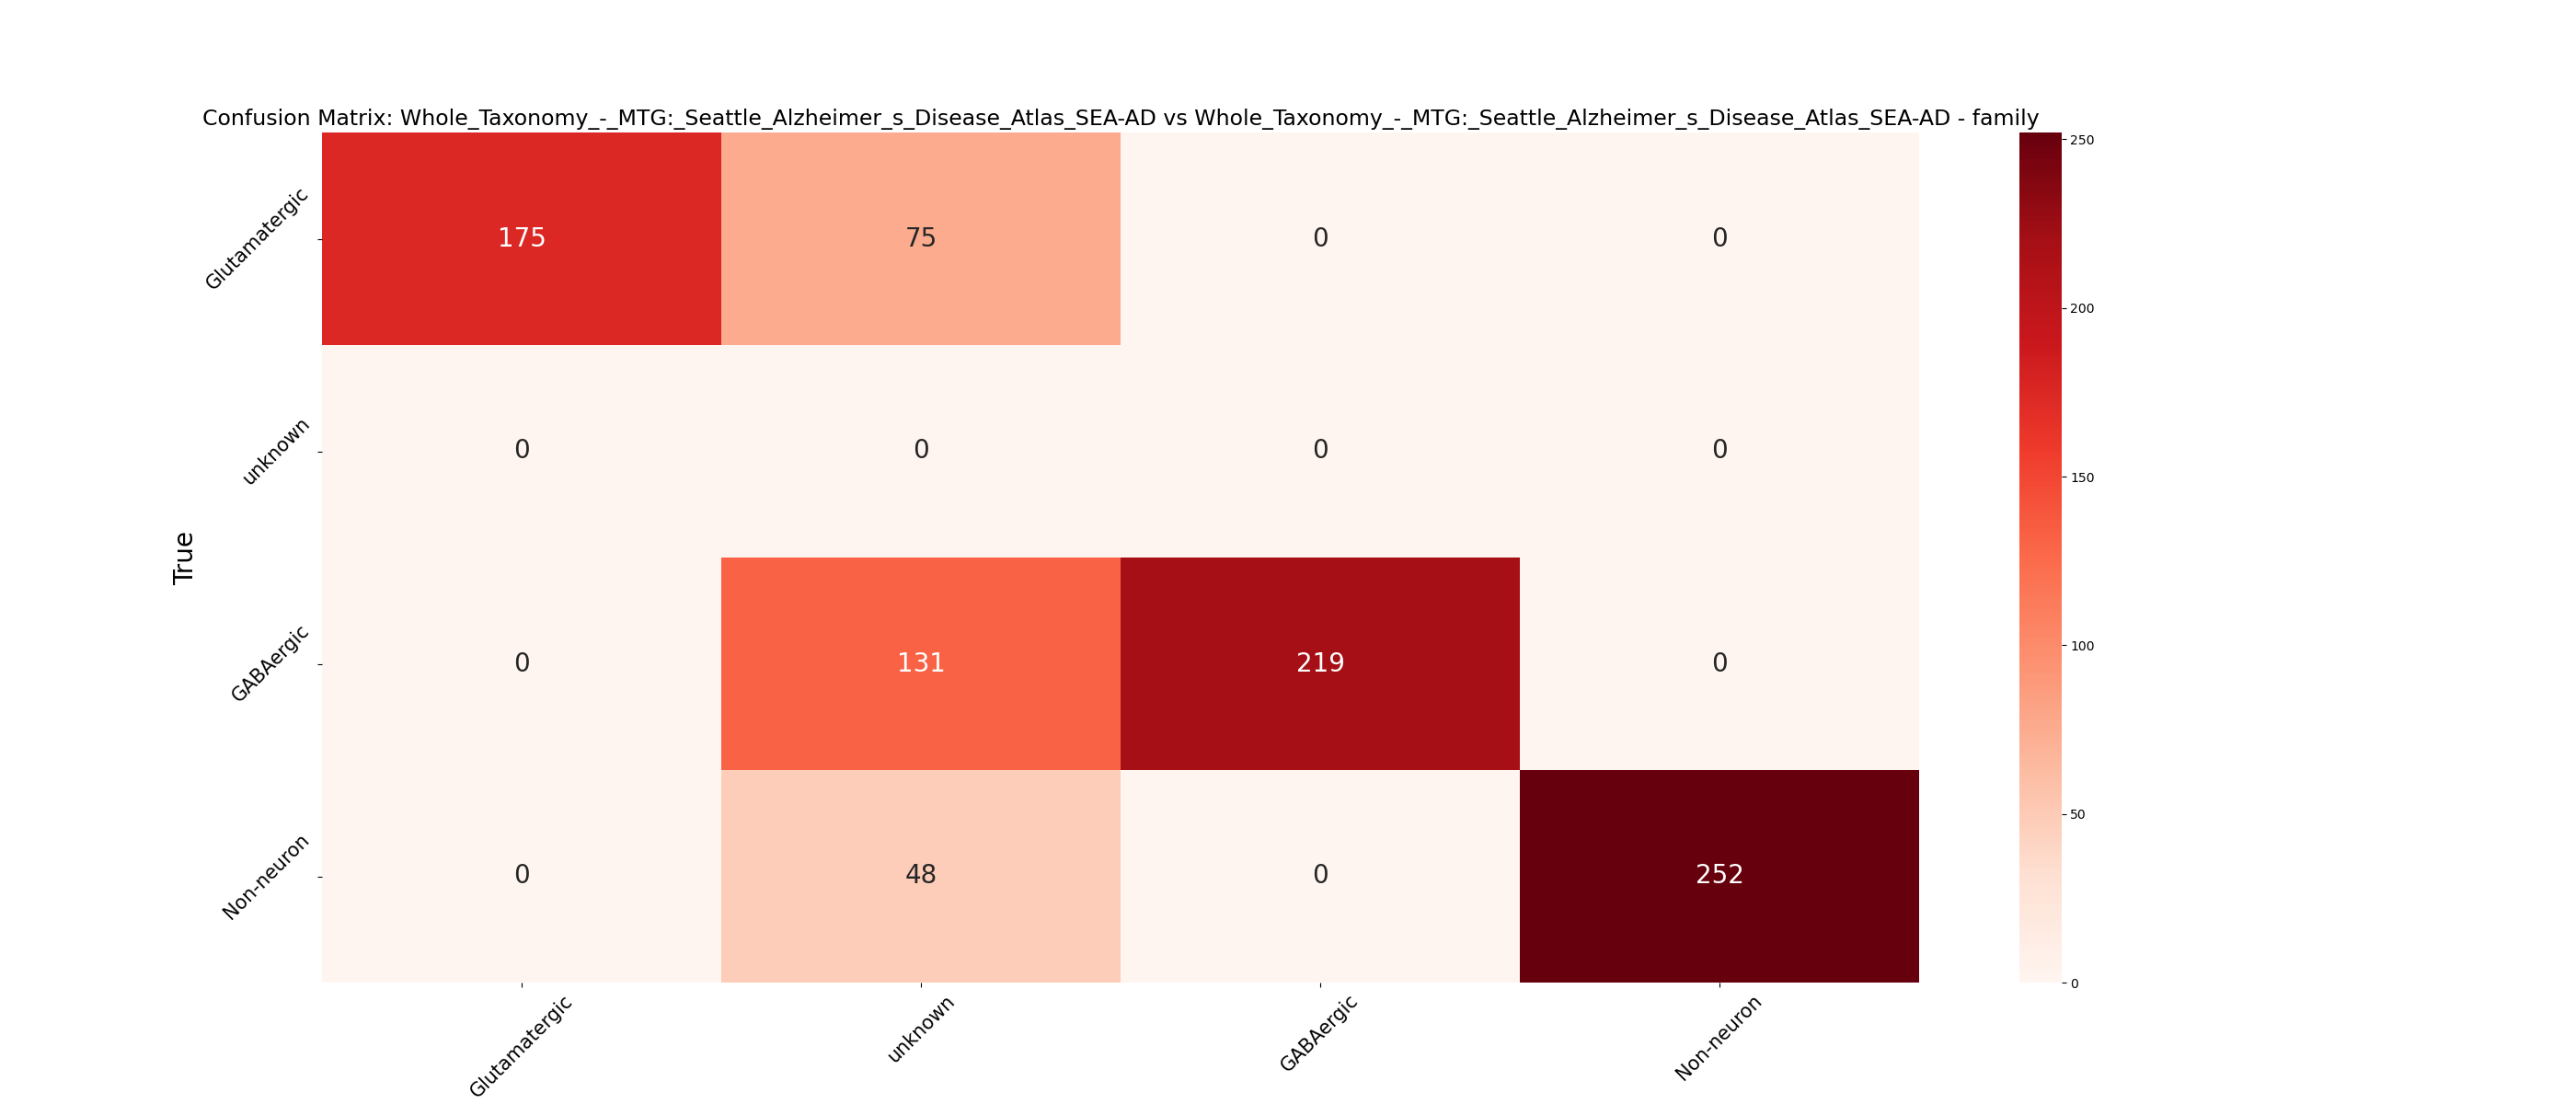 Confusion Matrix: Whole_Taxonomy_-_MTG:_Seattle_Alzheimer_s_Disease_Atlas_SEA-AD vs Whole_Taxonomy_-_MTG:_Seattle_Alzheimer_s_Disease_Atlas_SEA-AD - family
True
Glutamatergic
175
75
0
0
unknown
0
0
0
0
GABAergic
0
131
219
0
Non-neuron
0
48
0
252
Glutamatergic
unknown
GABAergic
Non-neuron
250
200
150
100
50
0